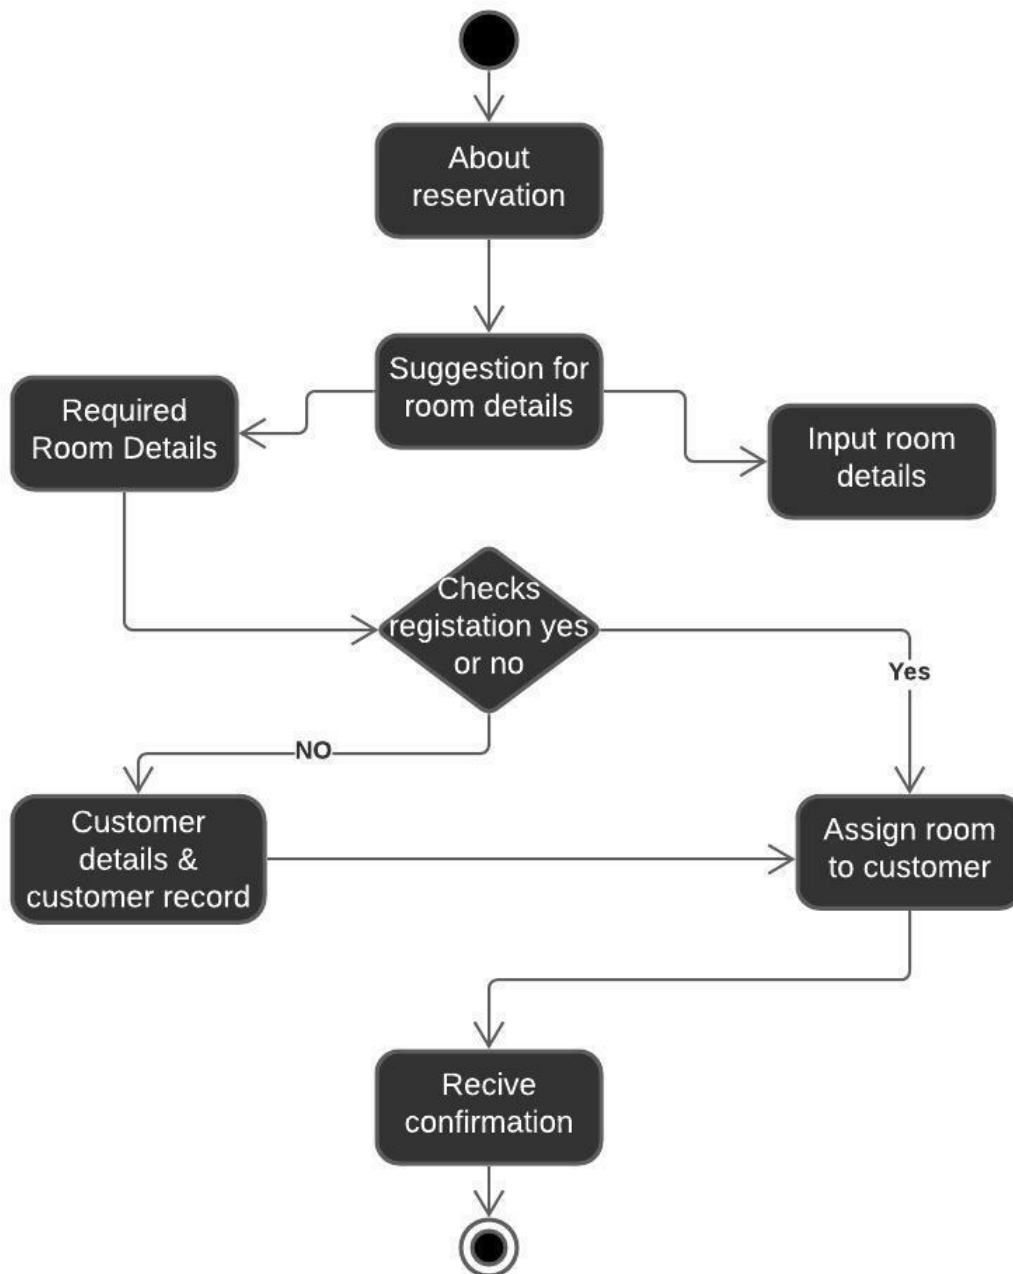 About
reservation
Suggestion for
room details
Required
Room Details
Input room
details
Checks
registation yes
or no
Yes
NO
Customer
details &
customer record
Assign room
to customer
Recive
confirmation